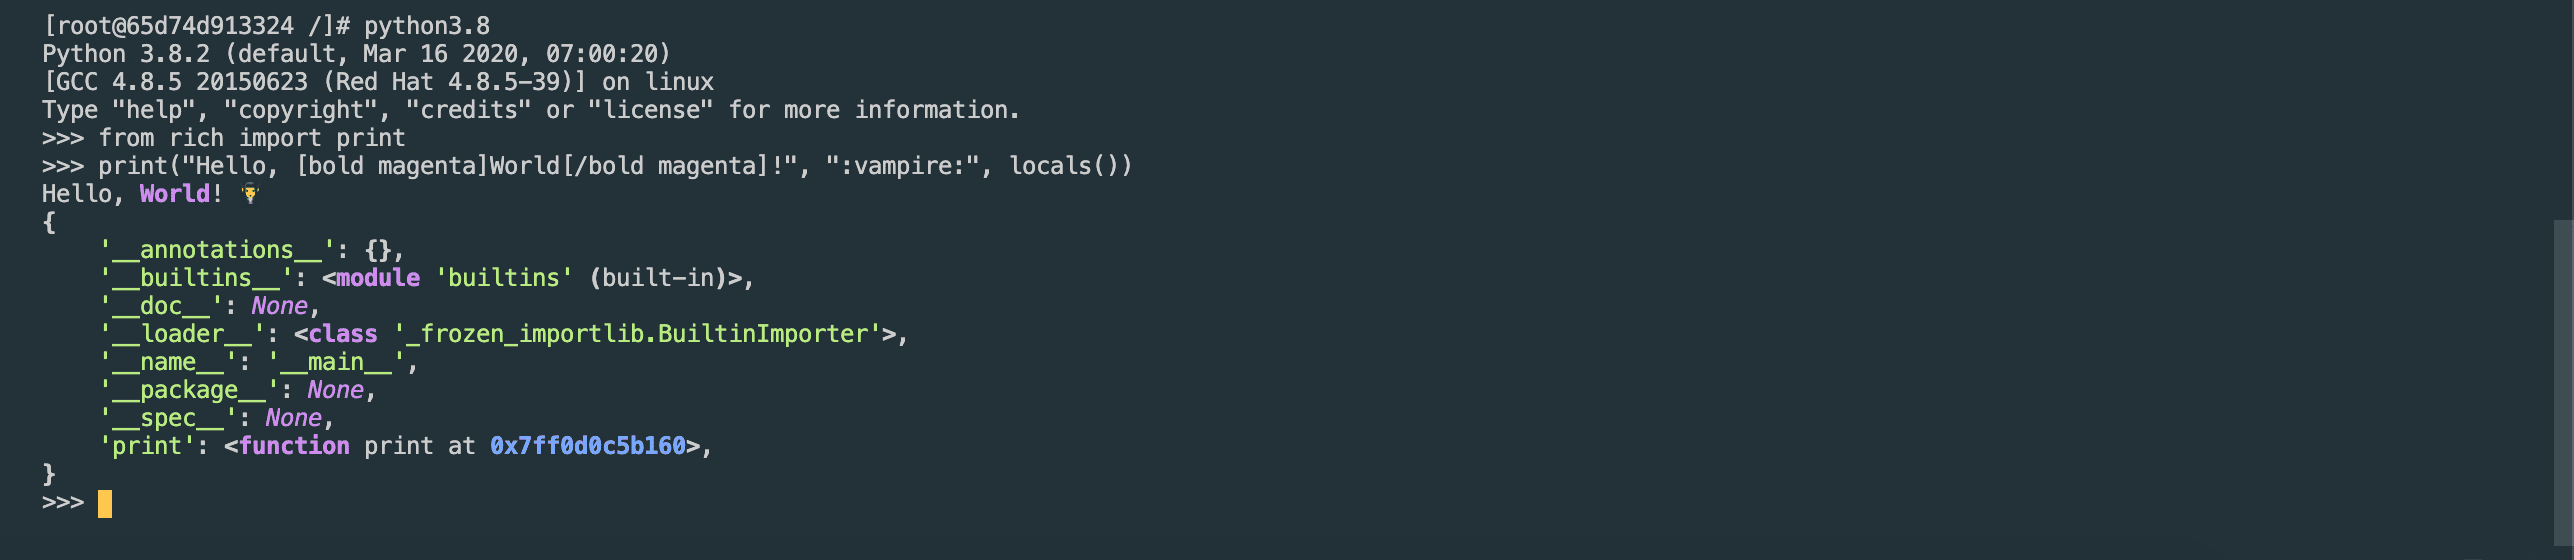 [root@65d74d913324 /]# python3.8
Python 3.8.2 (default, Mar 16 2020, 07:00:20)
[GCC 4.8.5 20150623 (Red Hat 4.8.5-39)] on linux
Type "help", "copyright", "credits" or "license" for more information.
>>> from rich import print
>>> print("Hello, [bold magenta]World[/bold magenta]!", ":vampire:", locals())
Hello, World! 🧛
{
    '__annotations__': {},
    '__builtins__': <module 'builtins' (built-in)>,
    '__doc__': None,
    '__loader__': <class '_frozen_importlib.BuiltinImporter'>,
    '__name__': '__main__',
    '__package__': None,
    '__spec__': None,
    'print': <function print at 0x7ff0d0c5b160>,
}
>>>